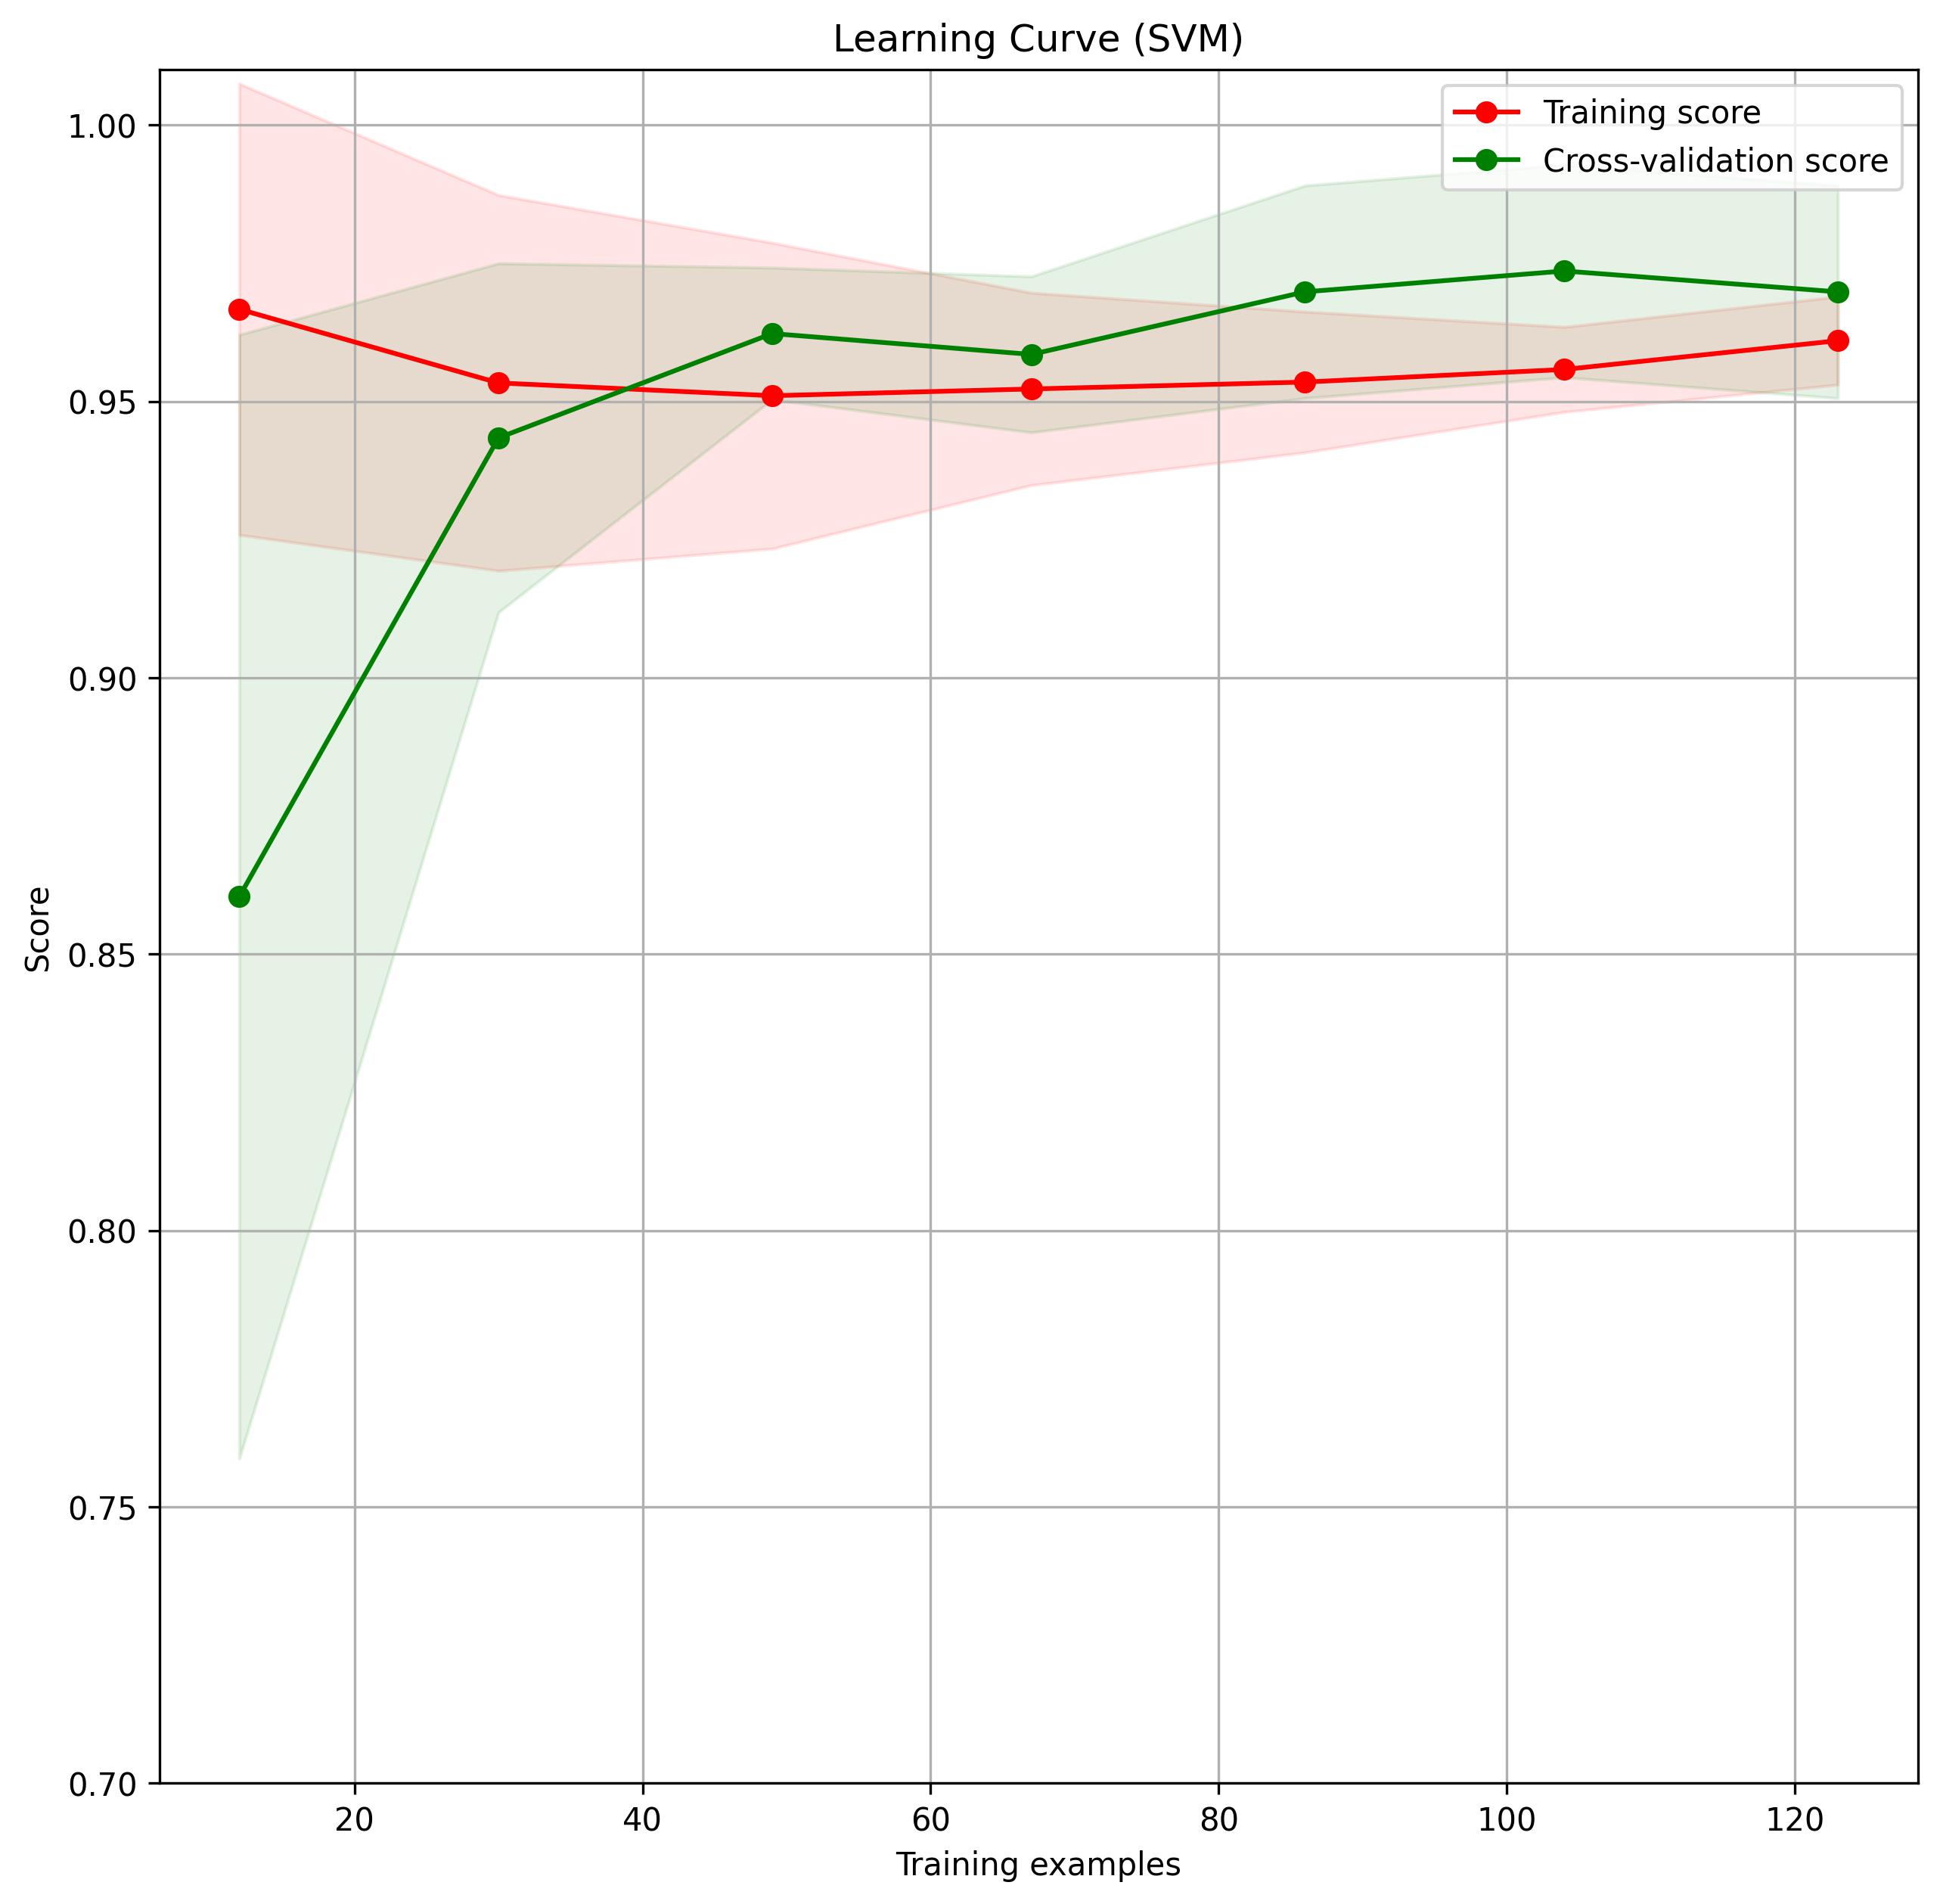 Learning Curve (SVM)
Training score
Cross-validation score
1.00
0.95
0.90
0.85
0.80
0.75
0.70
Score
20 40 60 80 100 120
Training examples